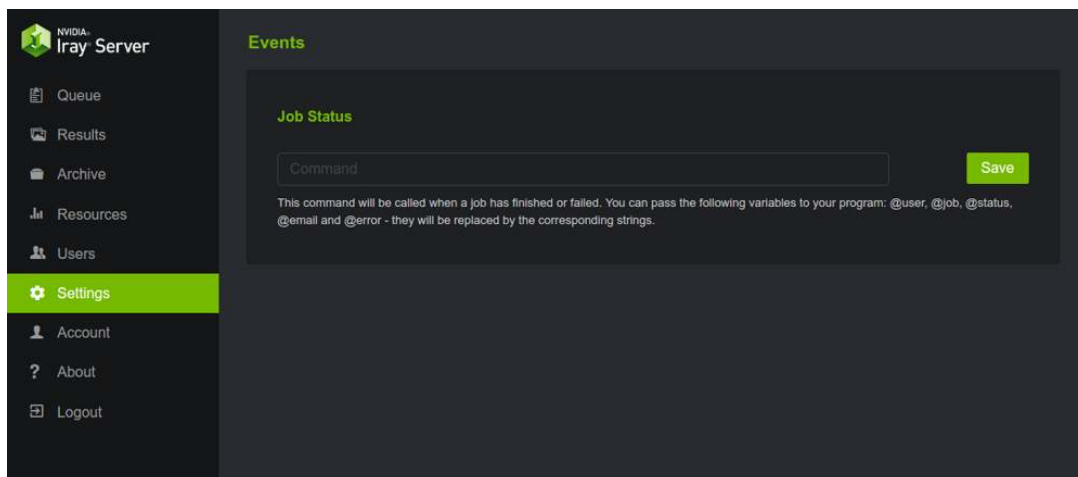 NVIDIA.
Iray Server
Queue
Results
Archive
Resources
Users
Settings
Account
? About
Logout
Events
Job Status
Command
Save
This command will be called when a job has finished or failed. You can pass the following variables to your program: @user, @job, @status,
@email and @error - they will be replaced by the corresponding strings.